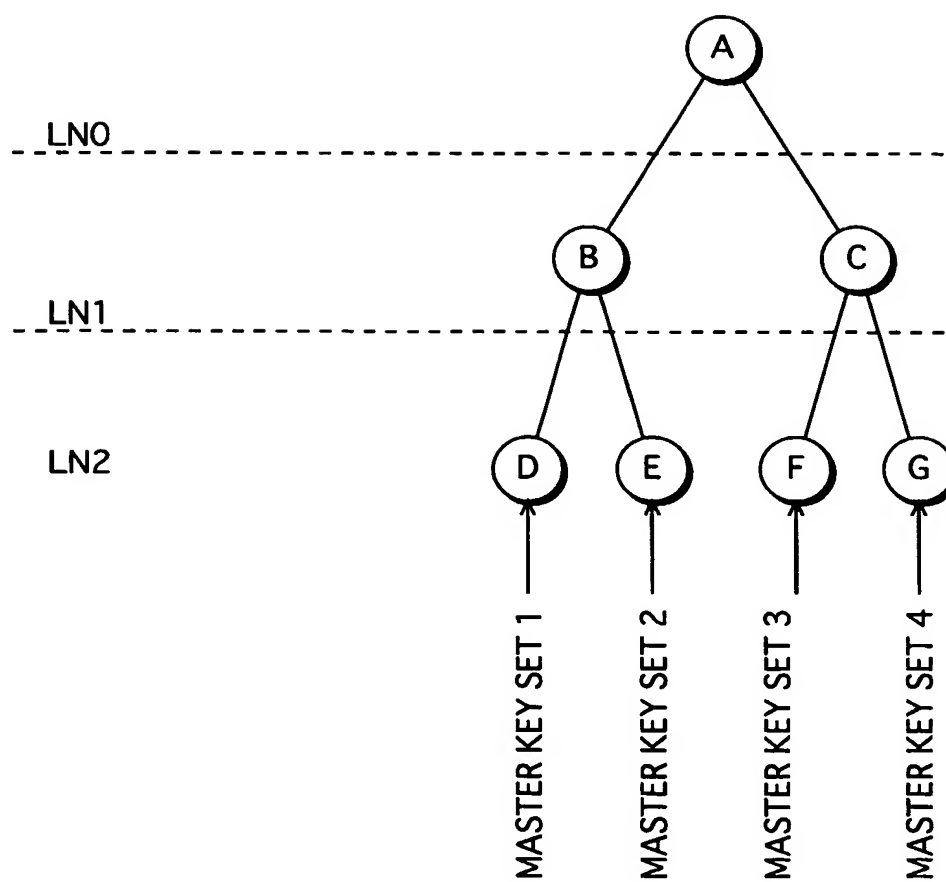 A
LN0
B
C
LN1
LN2
D
E
F
G
MASTER KEY SET 1
MASTER KEY SET 2
MASTER KEY SET 3
MASTER KEY SET 4